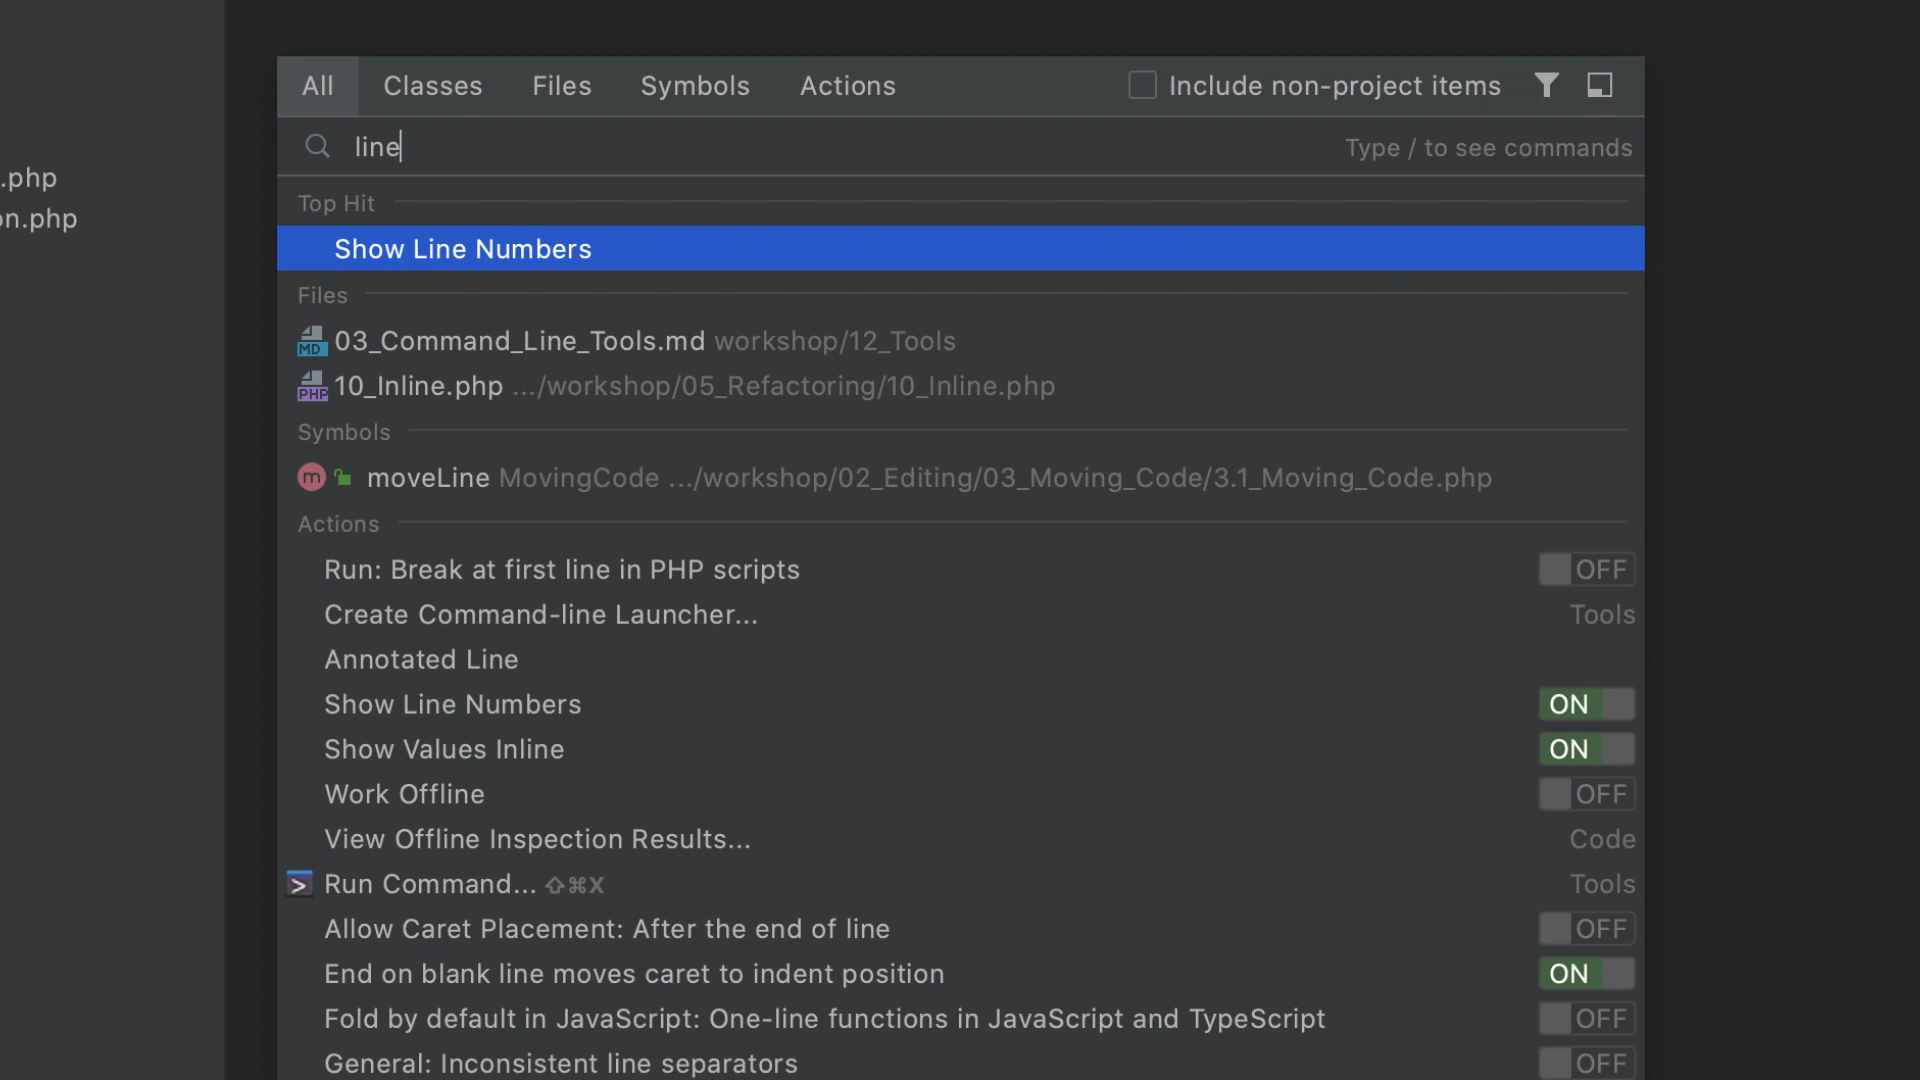 .php
on.php
All Classes Files Symbols Actions Include non-project items
line Type / to see commands
Top Hit
Show Line Numbers
Files
MD 03_Command_Line_Tools.md workshop/12_Tools
PHP 10_Inline.php .../workshop/05_Refactoring/10_Inline.php
Symbols
m moveLine MovingCode .../workshop/02_Editing/03_Moving_Code/3.1_Moving_Code.php
Actions
Run: Break at first line in PHP scripts OFF
Create Command-line Launcher... Tools
Annotated Line
Show Line Numbers ON
Show Values Inline ON
Work Offline OFF
View Offline Inspection Results... Code
Run Command... ⇧⌘X Tools
Allow Caret Placement: After the end of line OFF
End on blank line moves caret to indent position ON
Fold by default in JavaScript: One-line functions in JavaScript and TypeScript OFF
General: Inconsistent line separators OFF